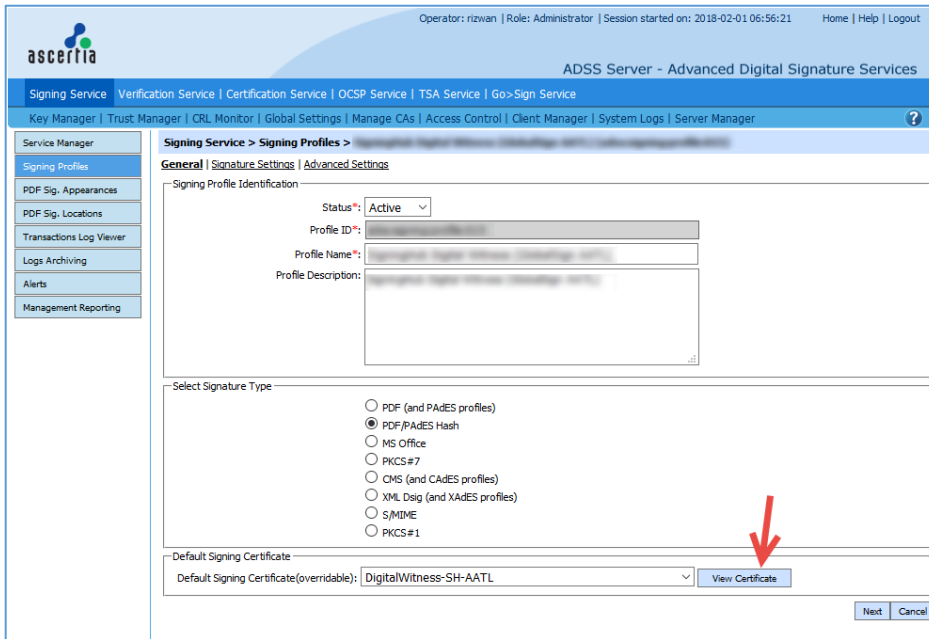 Operator: rizwan | Role: Administrator | Session started on: 2018-02-01 06:56:21 Home | Help | Logout
ascertia
ADSS Server - Advanced Digital Signature Services
Signing Service Verification Service | Certification Service | OCSP Service | TSA Service | Go>Sign Service
Key Manager | Trust Manager | CRL Monitor | Global Settings | Manage CAs | Access Control | Client Manager | System Logs | Server Manager ?
Service Manager
Signing Profiles
PDF Sig. Appearances
PDF Sig. Locations
Transactions Log Viewer
Logs Archiving
Alerts
Management Reporting
Signing Service > Signing Profiles >
General | Signature Settings | Advanced Settings
Signing Profile Identification
Status*: Active
Profile ID*:
Profile Name*:
Profile Description:
Select Signature Type
PDF (and PAdES profiles)
PDF/PAdES Hash
MS Office
PKCS#7
CMS (and CAdES profiles)
XML Dsig (and XAdES profiles)
S/MIME
PKCS#1
Default Signing Certificate
Default Signing Certificate(overridable): DigitalWitness-SH-AATL View Certificate
Next Cancel